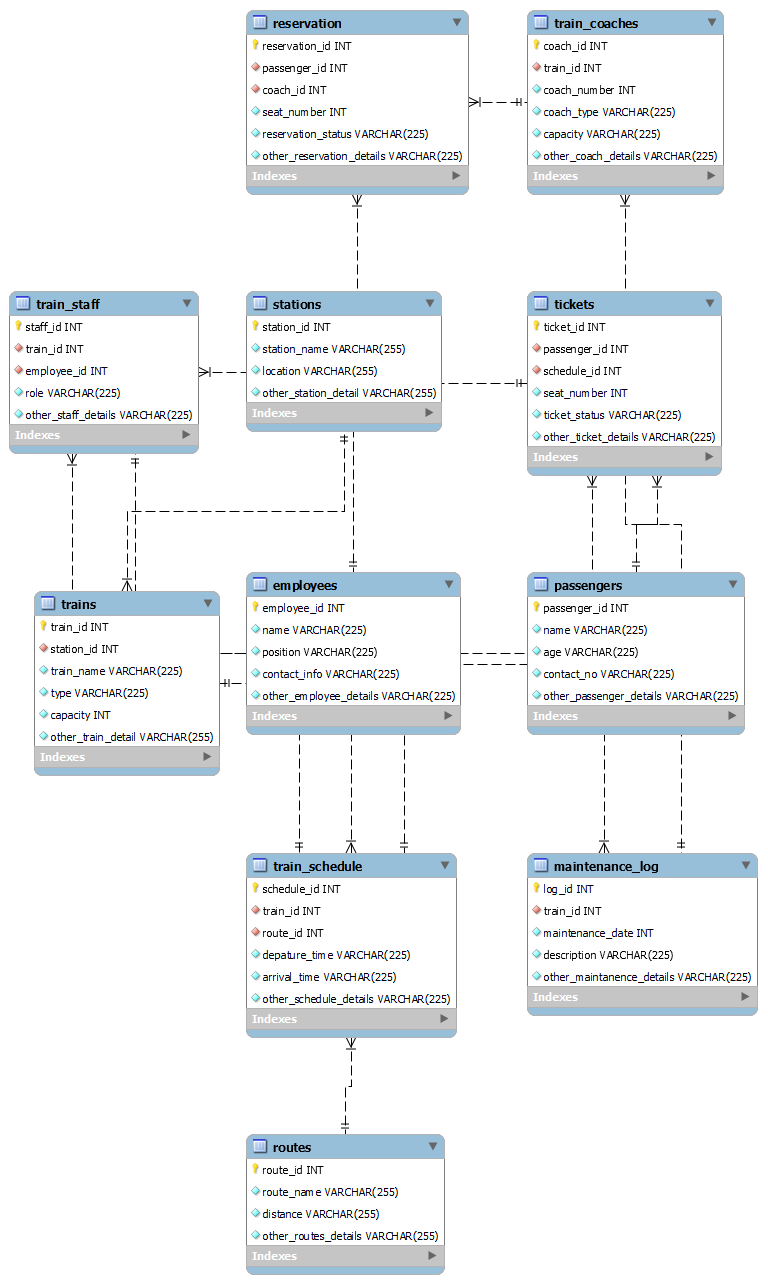 reservation
reservation_id INT
passenger_id INT
coach_id INT
seat_number INT
reservation_status VARCHAR(225)
other_reservation_details VARCHAR(225)
Indexes
train_coaches
coach_id INT
train_id INT
coach_number INT
coach_type VARCHAR(225)
capacity VARCHAR(225)
other_coach_details VARCHAR(225)
Indexes
train_staff
staff_id INT
train_id INT
employee_id INT
role VARCHAR(225)
other_staff_details VARCHAR(225)
Indexes
stations
station_id INT
station_name VARCHAR(255)
location VARCHAR(255)
other_station_detail VARCHAR(255)
Indexes
tickets
ticket_id INT
passenger_id INT
schedule_id INT
seat_number INT
ticket_status VARCHAR(225)
other_ticket_details VARCHAR(225)
Indexes
trains
train_id INT
station_id INT
train_name VARCHAR(225)
type VARCHAR(225)
capacity INT
other_train_detail VARCHAR(255)
Indexes
employees
employee_id INT
name VARCHAR(225)
position VARCHAR(225)
contact_info VARCHAR(225)
other_employee_details VARCHAR(225)
Indexes
passengers
passenger_id INT
name VARCHAR(225)
age VARCHAR(225)
contact_no VARCHAR(225)
other_passenger_details VARCHAR(225)
Indexes
train_schedule
schedule_id INT
train_id INT
route_id INT
depature_time VARCHAR(225)
arrival_time VARCHAR(225)
other_schedule_details VARCHAR(225)
Indexes
maintenance_log
log_id INT
train_id INT
maintenance_date INT
description VARCHAR(225)
other_maintanence_details VARCHAR(225)
Indexes
routes
route_id INT
route_name VARCHAR(255)
distance VARCHAR(255)
other_routes_details VARCHAR(255)
Indexes